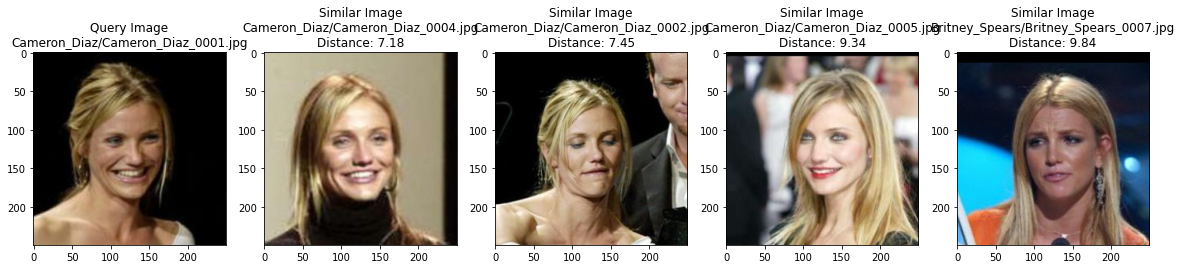 Query Image
Cameron_Diaz/Cameron_Diaz_0001.jpg
Similar Image
Cameron_Diaz/Cameron_Diaz_0004.jpg
Distance: 7.18
Similar Image
Cameron_Diaz/Cameron_Diaz_0002.jpg
Distance: 7.45
Similar Image
Cameron_Diaz/Cameron_Diaz_0005.jpg
Distance: 9.34
Similar Image
Britney_Spears/Britney_Spears_0007.jpg
Distance: 9.84
0
50
100
150
200
0 50 100 150 200
0
50
100
150
200
0 50 100 150 200
0
50
100
150
200
0 50 100 150 200
0
50
100
150
200
0 50 100 150 200
0
50
100
150
200
0 50 100 150 200